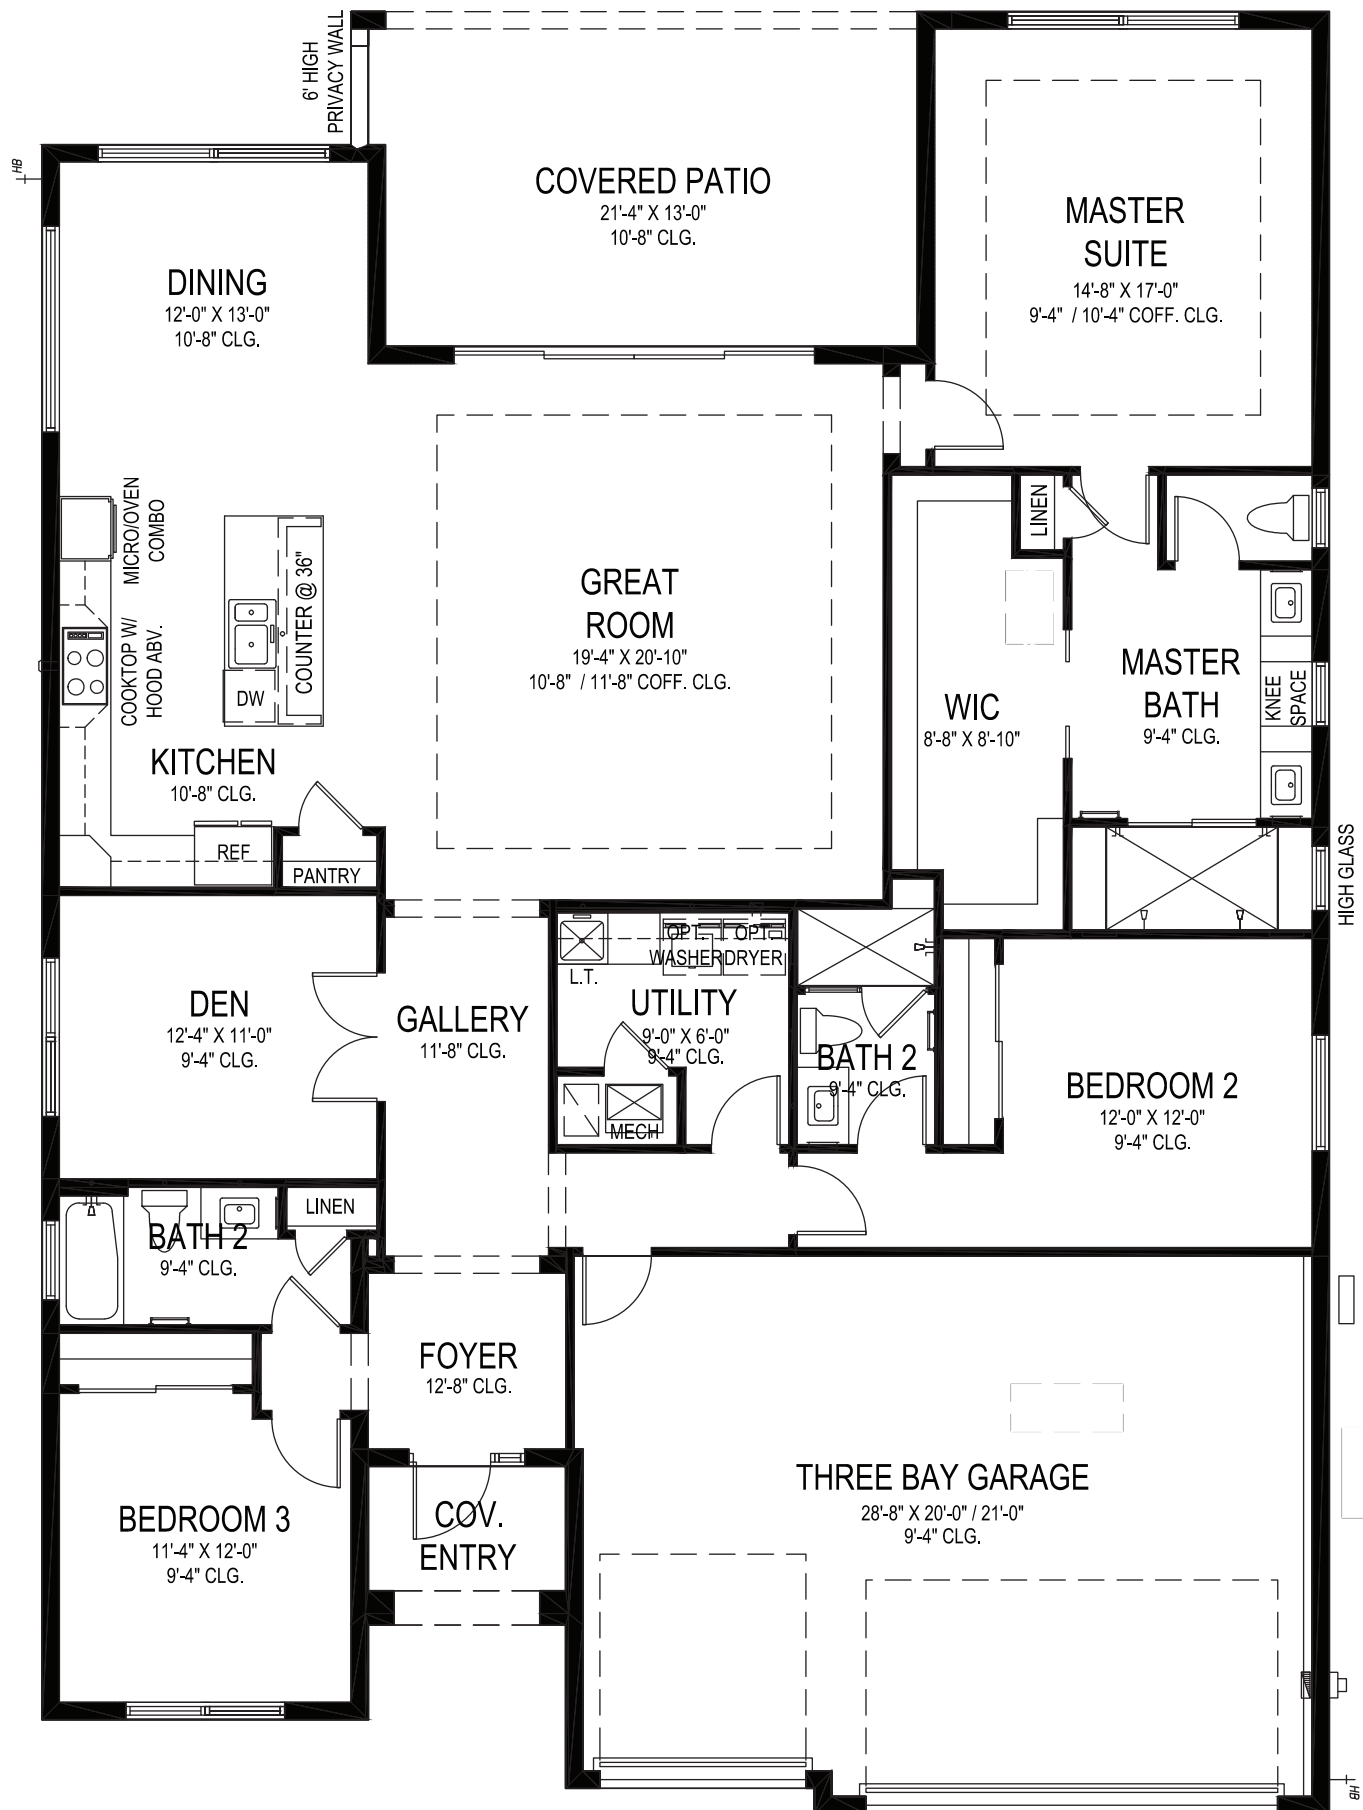 6' HIGH
PRIVACY WALL
HB
COVERED PATIO
21'-4" X 13'-0"
10'-8" CLG.
MASTER
SUITE
14'-8" X 17'-0"
9'-4" / 10'-4" COFF. CLG.
DINING
12'-0" X 13'-0"
10'-8" CLG.
MICRO/OVEN
COMBO
COOKTOP W/
HOOD ABV.
COUNTER @ 36"
DW
KITCHEN
10'-8" CLG.
REF
PANTRY
GREAT
ROOM
19'-4" X 20'-10"
10'-8" / 11'-8" COFF. CLG.
LINEN
WIC
8'-8" X 8'-10"
MASTER
BATH
9'-4" CLG.
KNEE
SPACE
HIGH GLASS
DEN
12'-4" X 11'-0"
9'-4" CLG.
GALLERY
11'-8" CLG.
OPT.
WASHER
OPT.
DRYER
L.T.
UTILITY
9'-0" X 6'-0"
9'-4" CLG.
MECH
BATH 2
9'-4" CLG.
BEDROOM 2
12'-0" X 12'-0"
9'-4" CLG.
LINEN
BATH 2
9'-4" CLG.
FOYER
12'-8" CLG.
BEDROOM 3
11'-4" X 12'-0"
9'-4" CLG.
COV.
ENTRY
THREE BAY GARAGE
28'-8" X 20'-0" / 21'-0"
9'-4" CLG.
HB